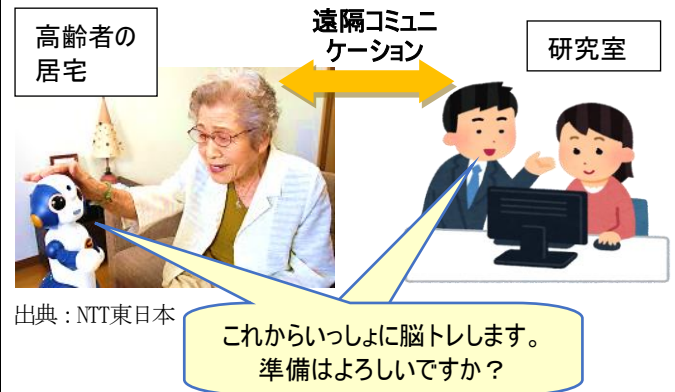 高齢者の
居宅
遠隔コミュニ
ケーション
研究室
出典：NTT東日本
これからいっしょに脳トレします。
準備はよろしいですか？